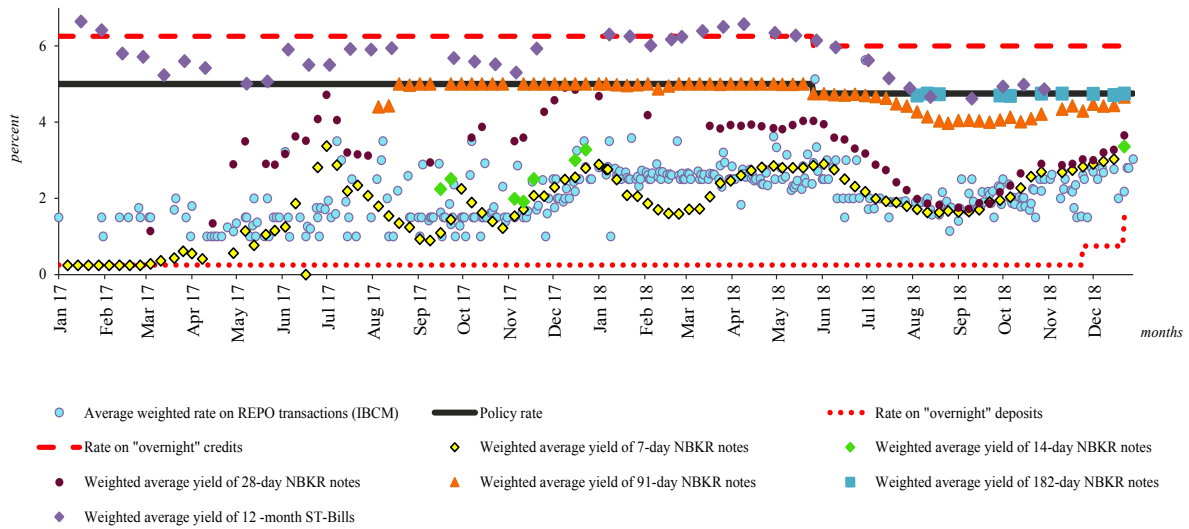 percent
6
4
2
0
Jan 17
Feb 17
Mar 17
Apr 17
May 17
Jun 17
Jul 17
Aug 17
Sep 17
Oct 17
Nov 17
Dec 17
Jan 18
Feb 18
Mar 18
Apr 18
May 18
Jun 18
Jul 18
Aug 18
Sep 18
Oct 18
Nov 18
Dec 18
months
Average weighted rate on REPO transactions (IBCM)
Policy rate
Rate on "overnight" deposits
Rate on "overnight" credits
Weighted average yield of 7-day NBKR notes
Weighted average yield of 14-day NBKR notes
Weighted average yield of 28-day NBKR notes
Weighted average yield of 91-day NBKR notes
Weighted average yield of 182-day NBKR notes
Weighted average yield of 12 -month ST-Bills